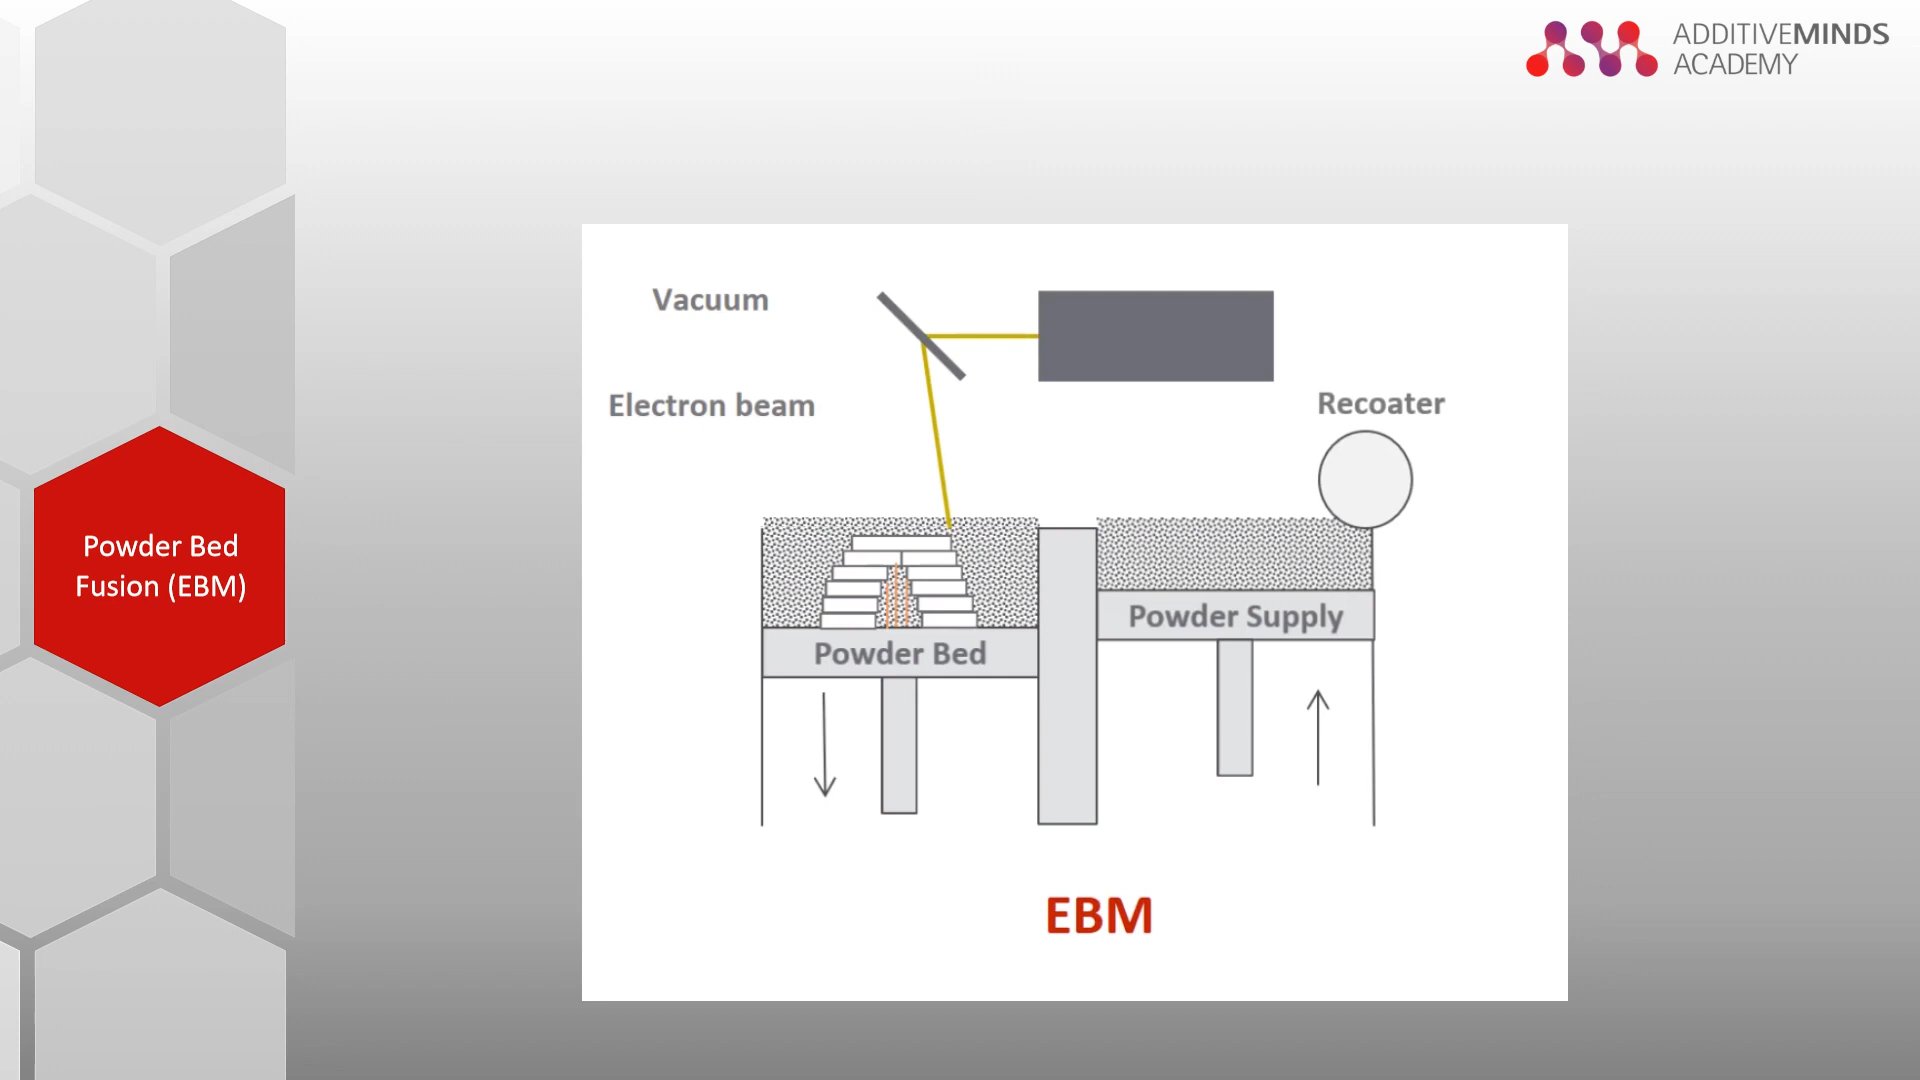 ADDITIVEMINDS
ACADEMY
Powder Bed
Fusion (EBM)
Vacuum
Electron beam
Recoater
Powder Supply
Powder Bed
EBM